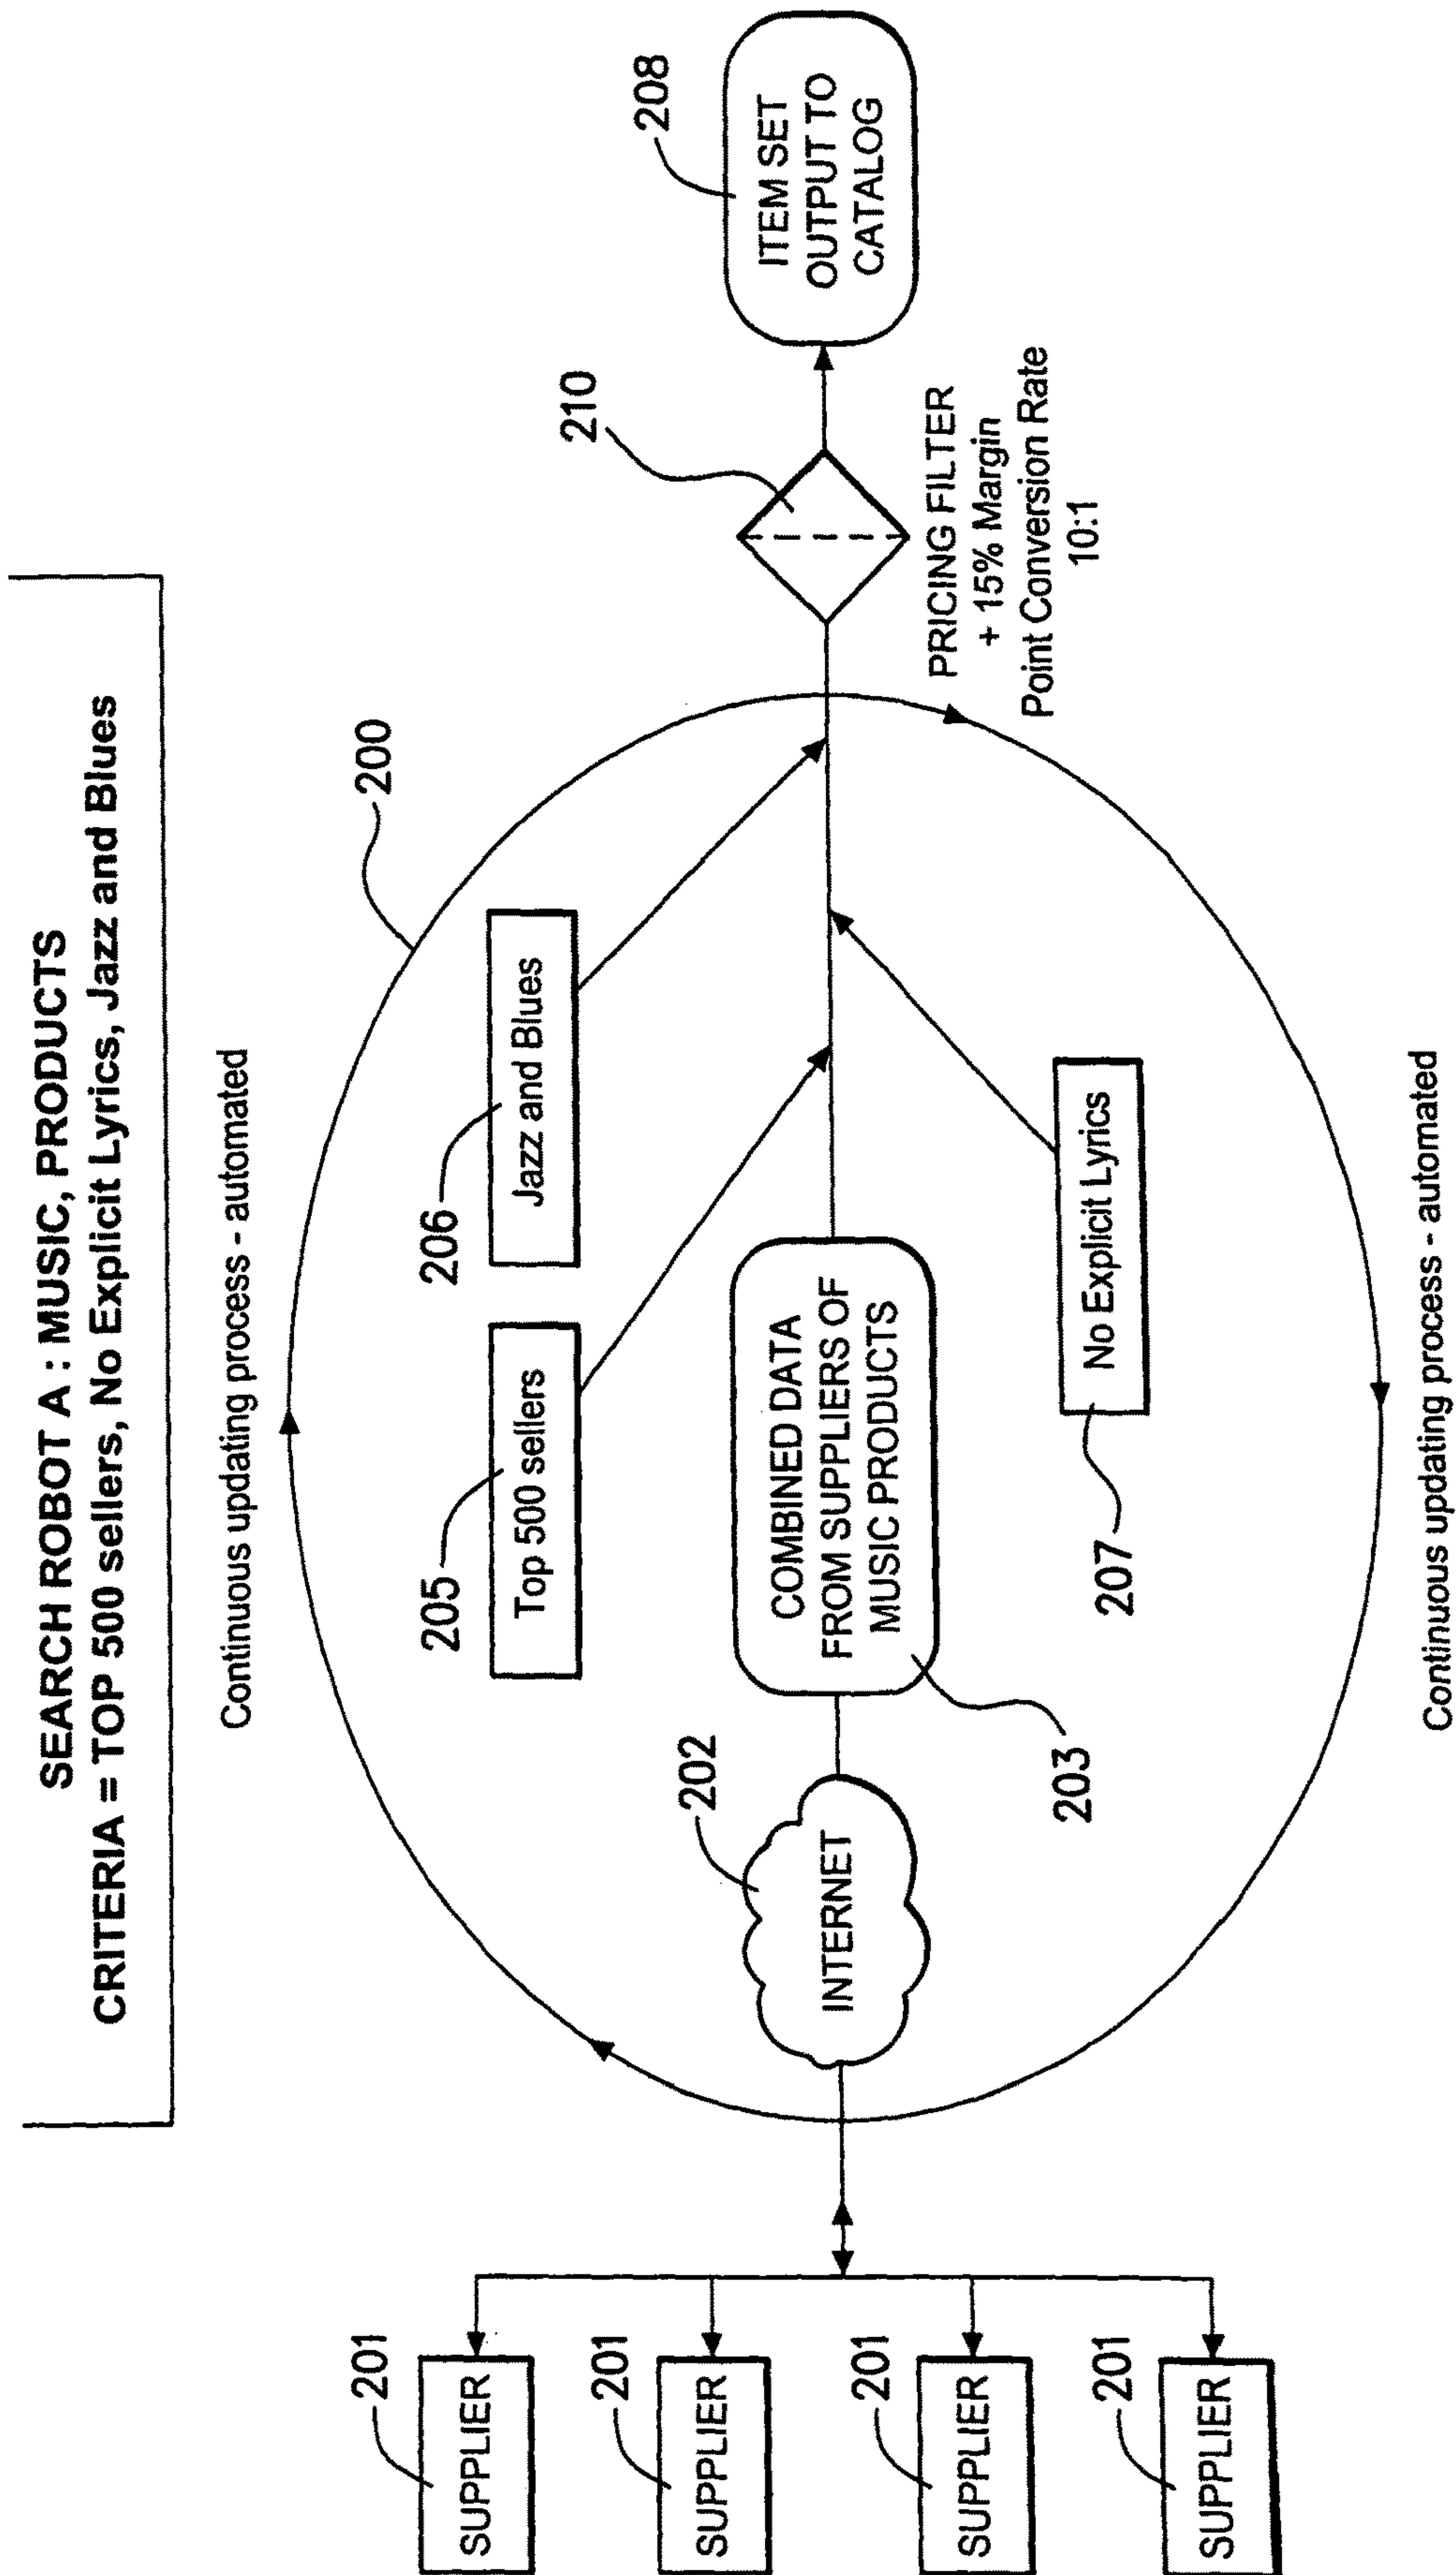 SEARCH ROBOT A : MUSIC, PRODUCTS
CRITERIA = TOP 500 sellers, No Explicit Lyrics, Jazz and Blues
Continuous updating process - automated
200
201
SUPPLIER
201
SUPPLIER
201
SUPPLIER
201
SUPPLIER
202
INTERNET
203
COMBINED DATA
FROM SUPPLIERS OF
MUSIC PRODUCTS
205
Top 500 sellers
206
Jazz and Blues
207
No Explicit Lyrics
210
PRICING FILTER
+ 15% Margin
Point Conversion Rate
10:1
208
ITEM SET
OUTPUT TO
CATALOG
Continuous updating process - automated